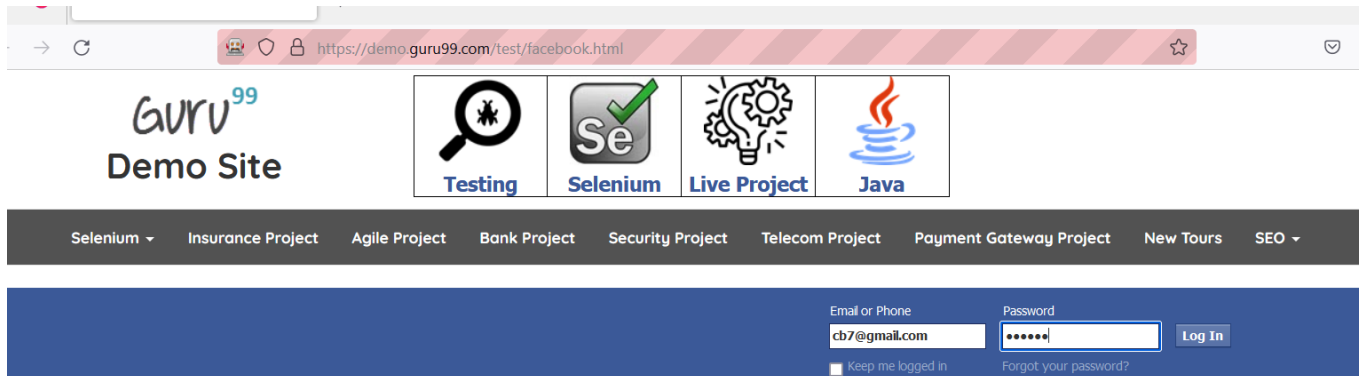 https://demo.guru99.com/test/facebook.html
Guru99
Demo Site
Se
Testing Selenium Live Project Java
Selenium Insurance Project Agile Project Bank Project Security Project Telecom Project Payment Gateway Project New Tours SEO
Email or Phone Password
cb7@gmail.com •••••• Log In
Keep me logged in Forgot your password?